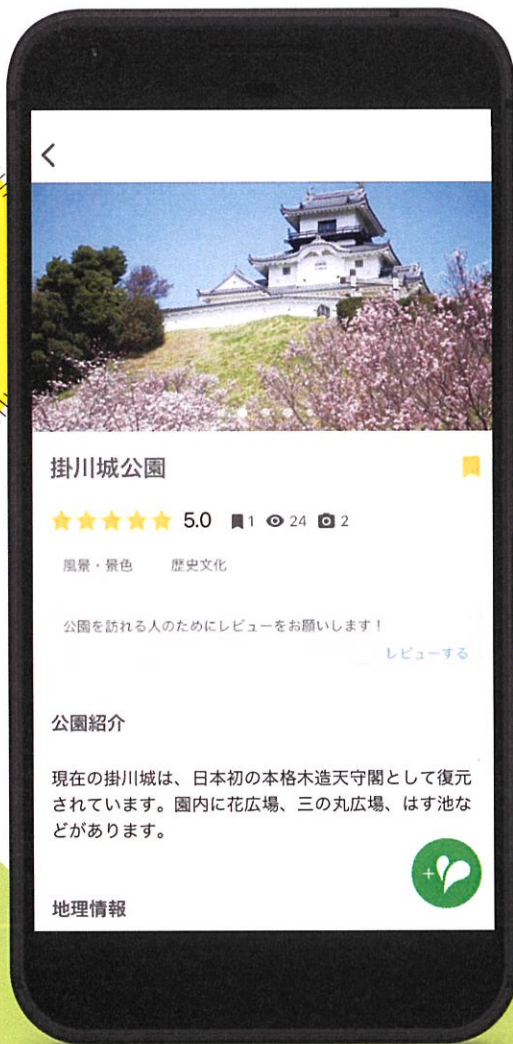 掛川城公園
5.0 1 24 2
風景・景色 歴史文化
公園を訪れる人のためにレビューをお願いします！
レビューする
公園紹介
現在の掛川城は、日本初の本格木造天守閣として復元
されています。園内に花広場、三の丸広場、はす池な
どがあります。
+
地理情報